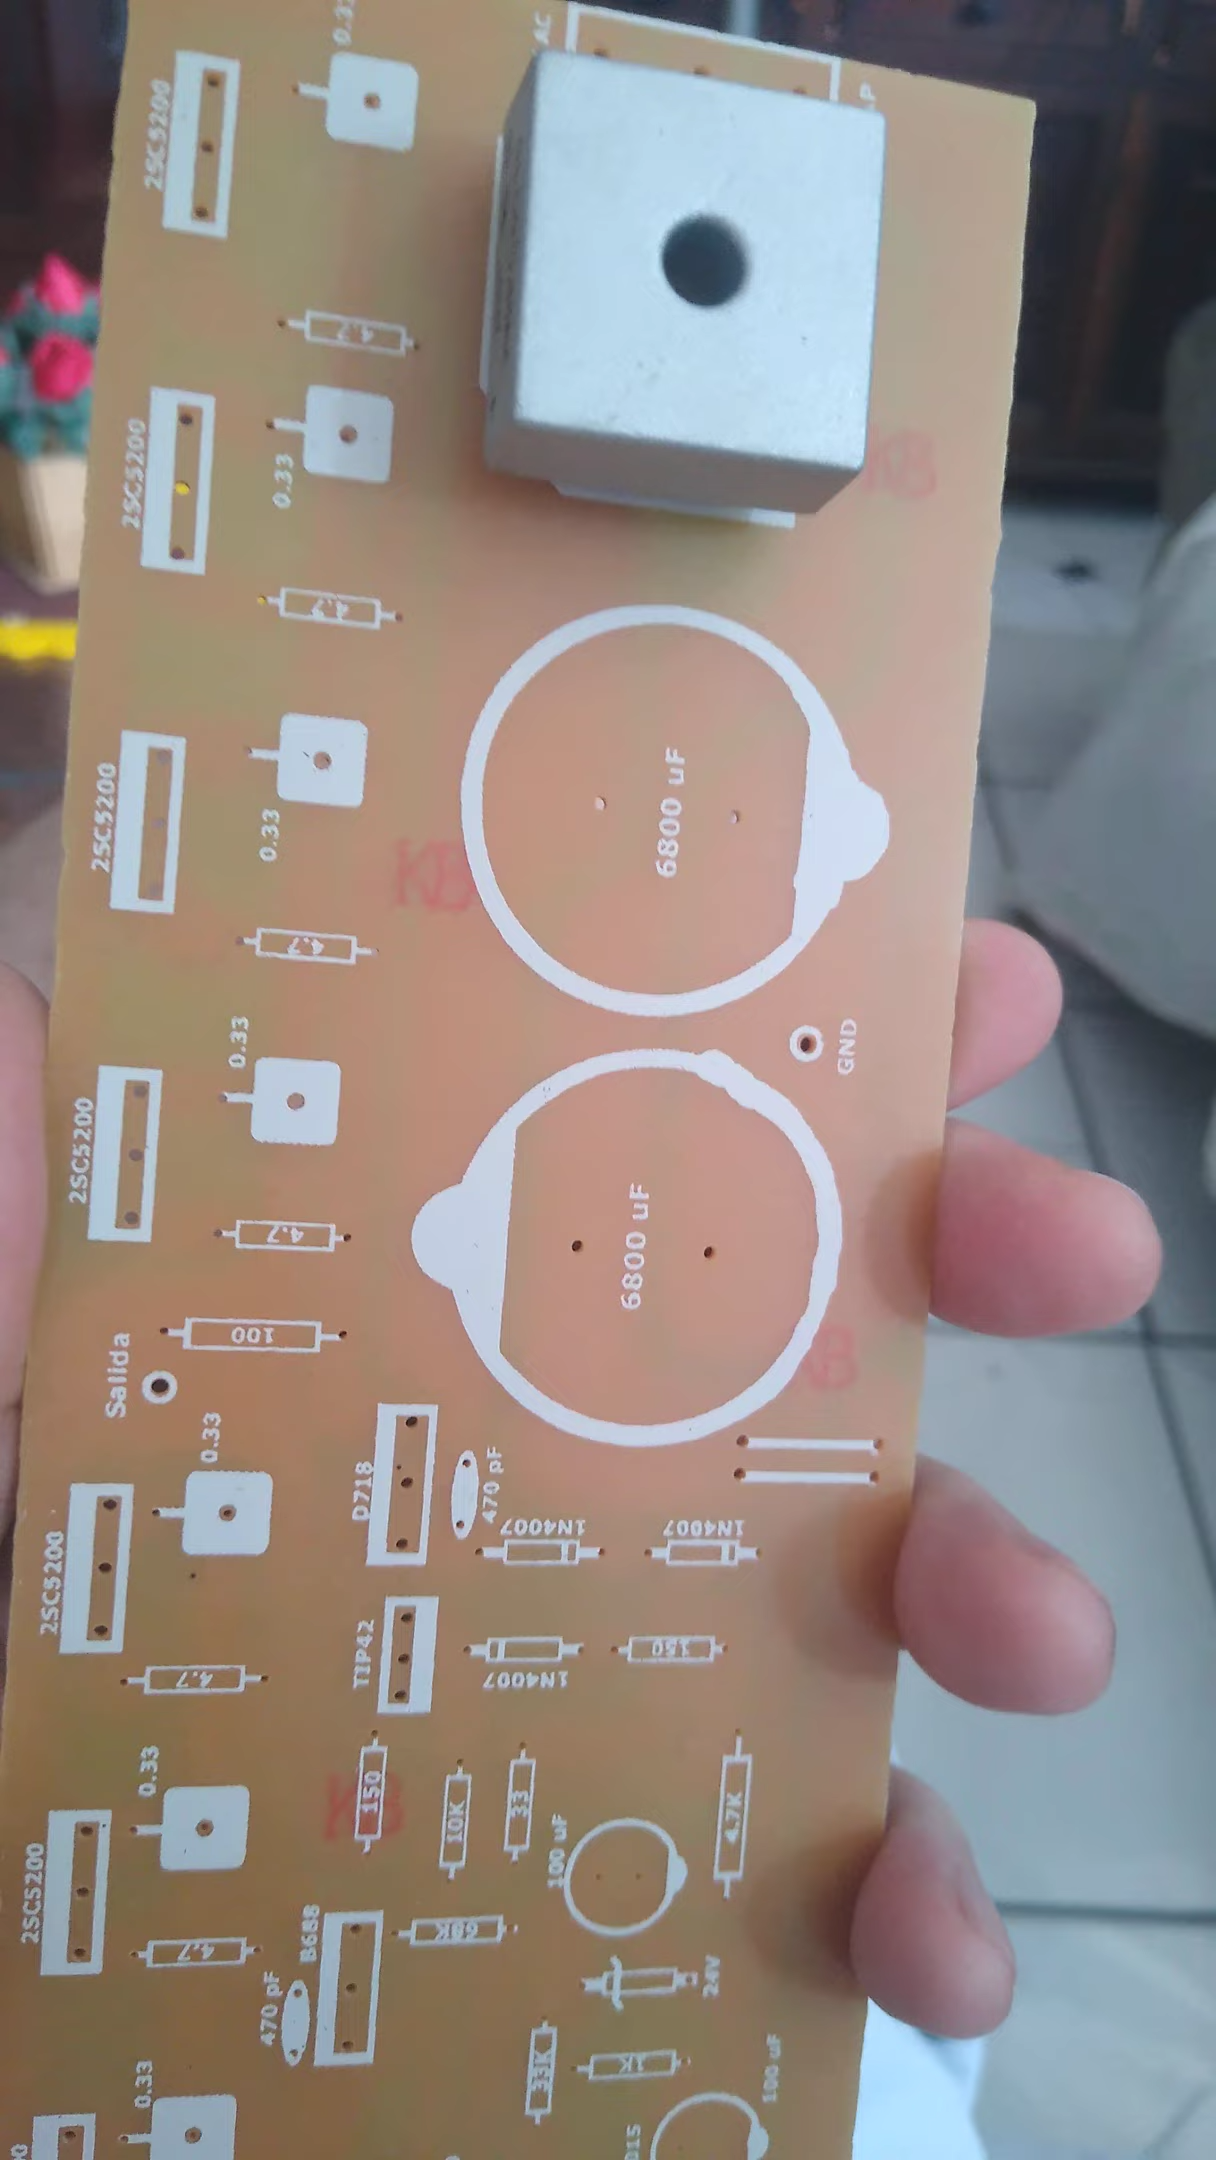 AC
0.33
2SC5200
4.7
2SC5200
0.33
KB
4.7
6800 uF
2SC5200
0.33
KB
4.7
GND
0.33
2SC5200
6800 uF
4.7
100
Salida
KB
0.33
D718
470 pF
1N4007
1N4007
2SC5200
TIP42
1N4007
150
4.7
0.33
150
KB
10K
33
100 uF
4.7K
2SC5200
4.7
B688
68K
470 pF
24V
33K
1K
100 uF
0.33